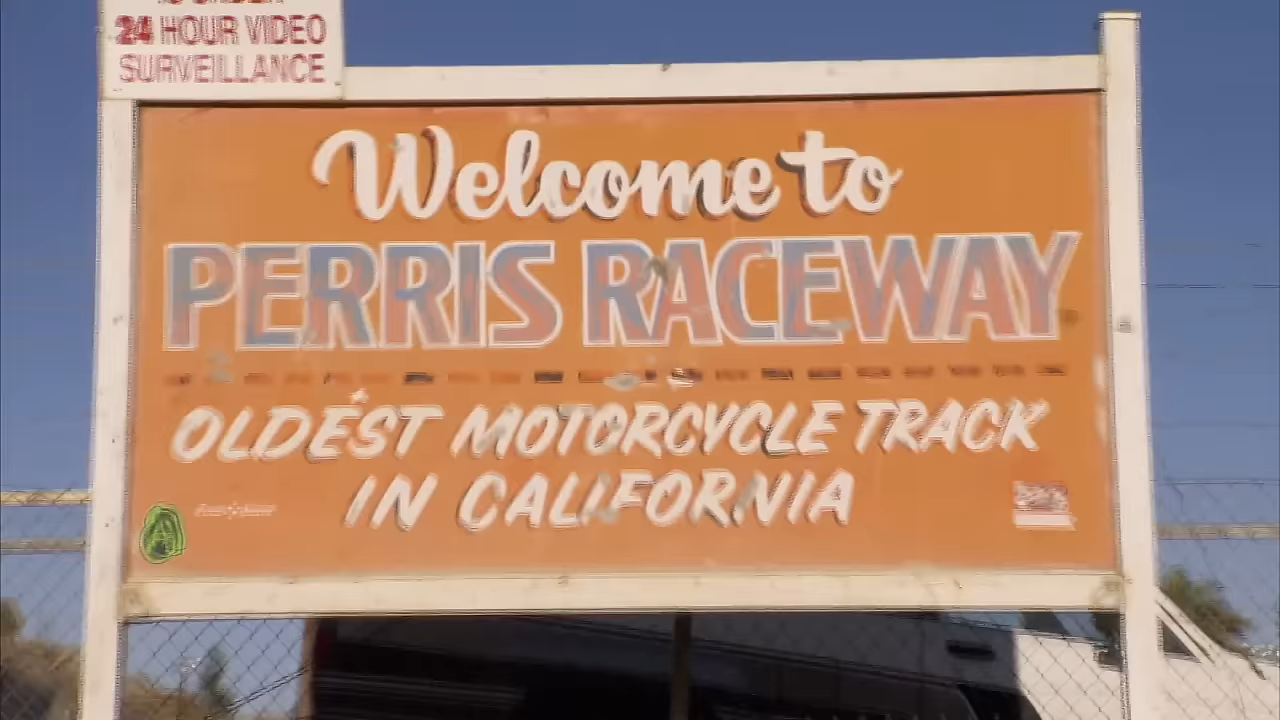 24 HOUR VIDEO
SURVEILLANCE
Welcome to
PERRIS RACEWAY
OLDEST MOTORCYCLE TRACK
IN CALIFORNIA